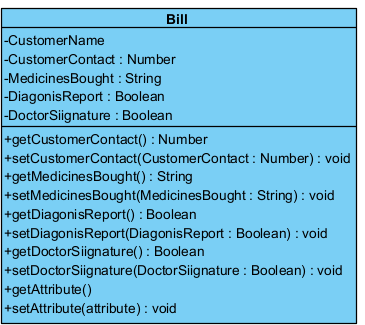 Bill
-CustomerName
-CustomerContact : Number
-MedicinesBought : String
-DiagonisReport : Boolean
-DoctorSiignature : Boolean
+getCustomerContact() : Number
+setCustomerContact(CustomerContact : Number) : void
+getMedicinesBought() : String
+setMedicinesBought(MedicinesBought : String) : void
+getDiagonisReport() : Boolean
+setDiagonisReport(DiagonisReport : Boolean) : void
+getDoctorSiignature() : Boolean
+setDoctorSiignature(DoctorSiignature : Boolean) : void
+getAttribute()
+setAttribute(attribute) : void